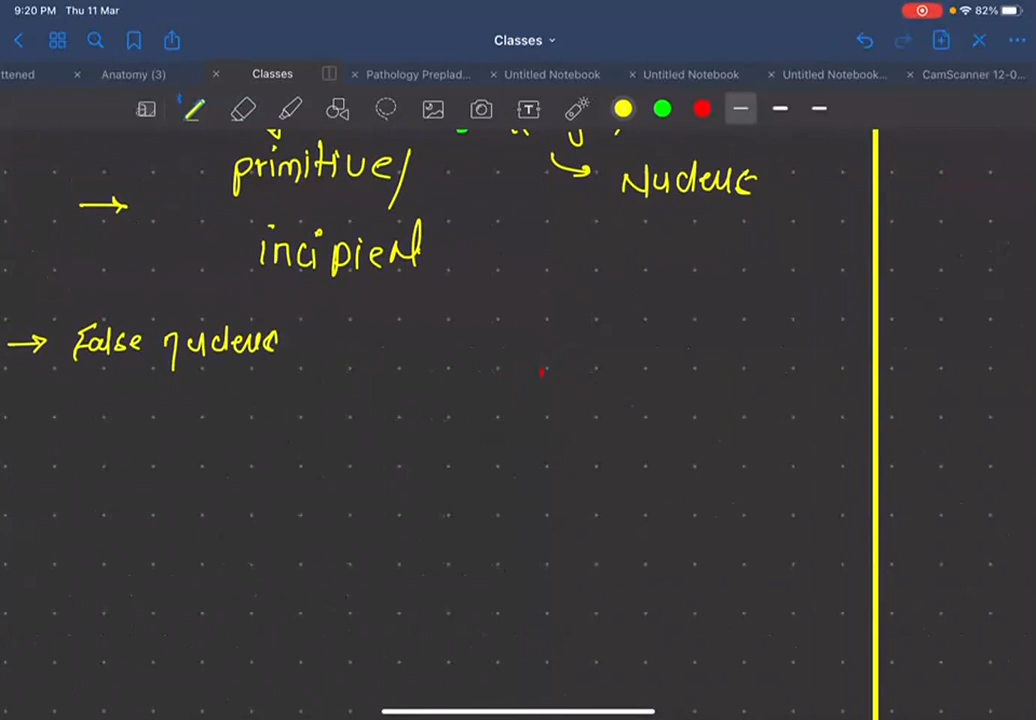 9:20 PM Thu 11 Mar 82%
Classes
ttened Anatomy (3) Classes Pathology Preplad... Untitled Notebook Untitled Notebook Untitled Notebook... CamScanner 12-0...
primitive/
→ Nucleus
→ incipient
→ False nucleus